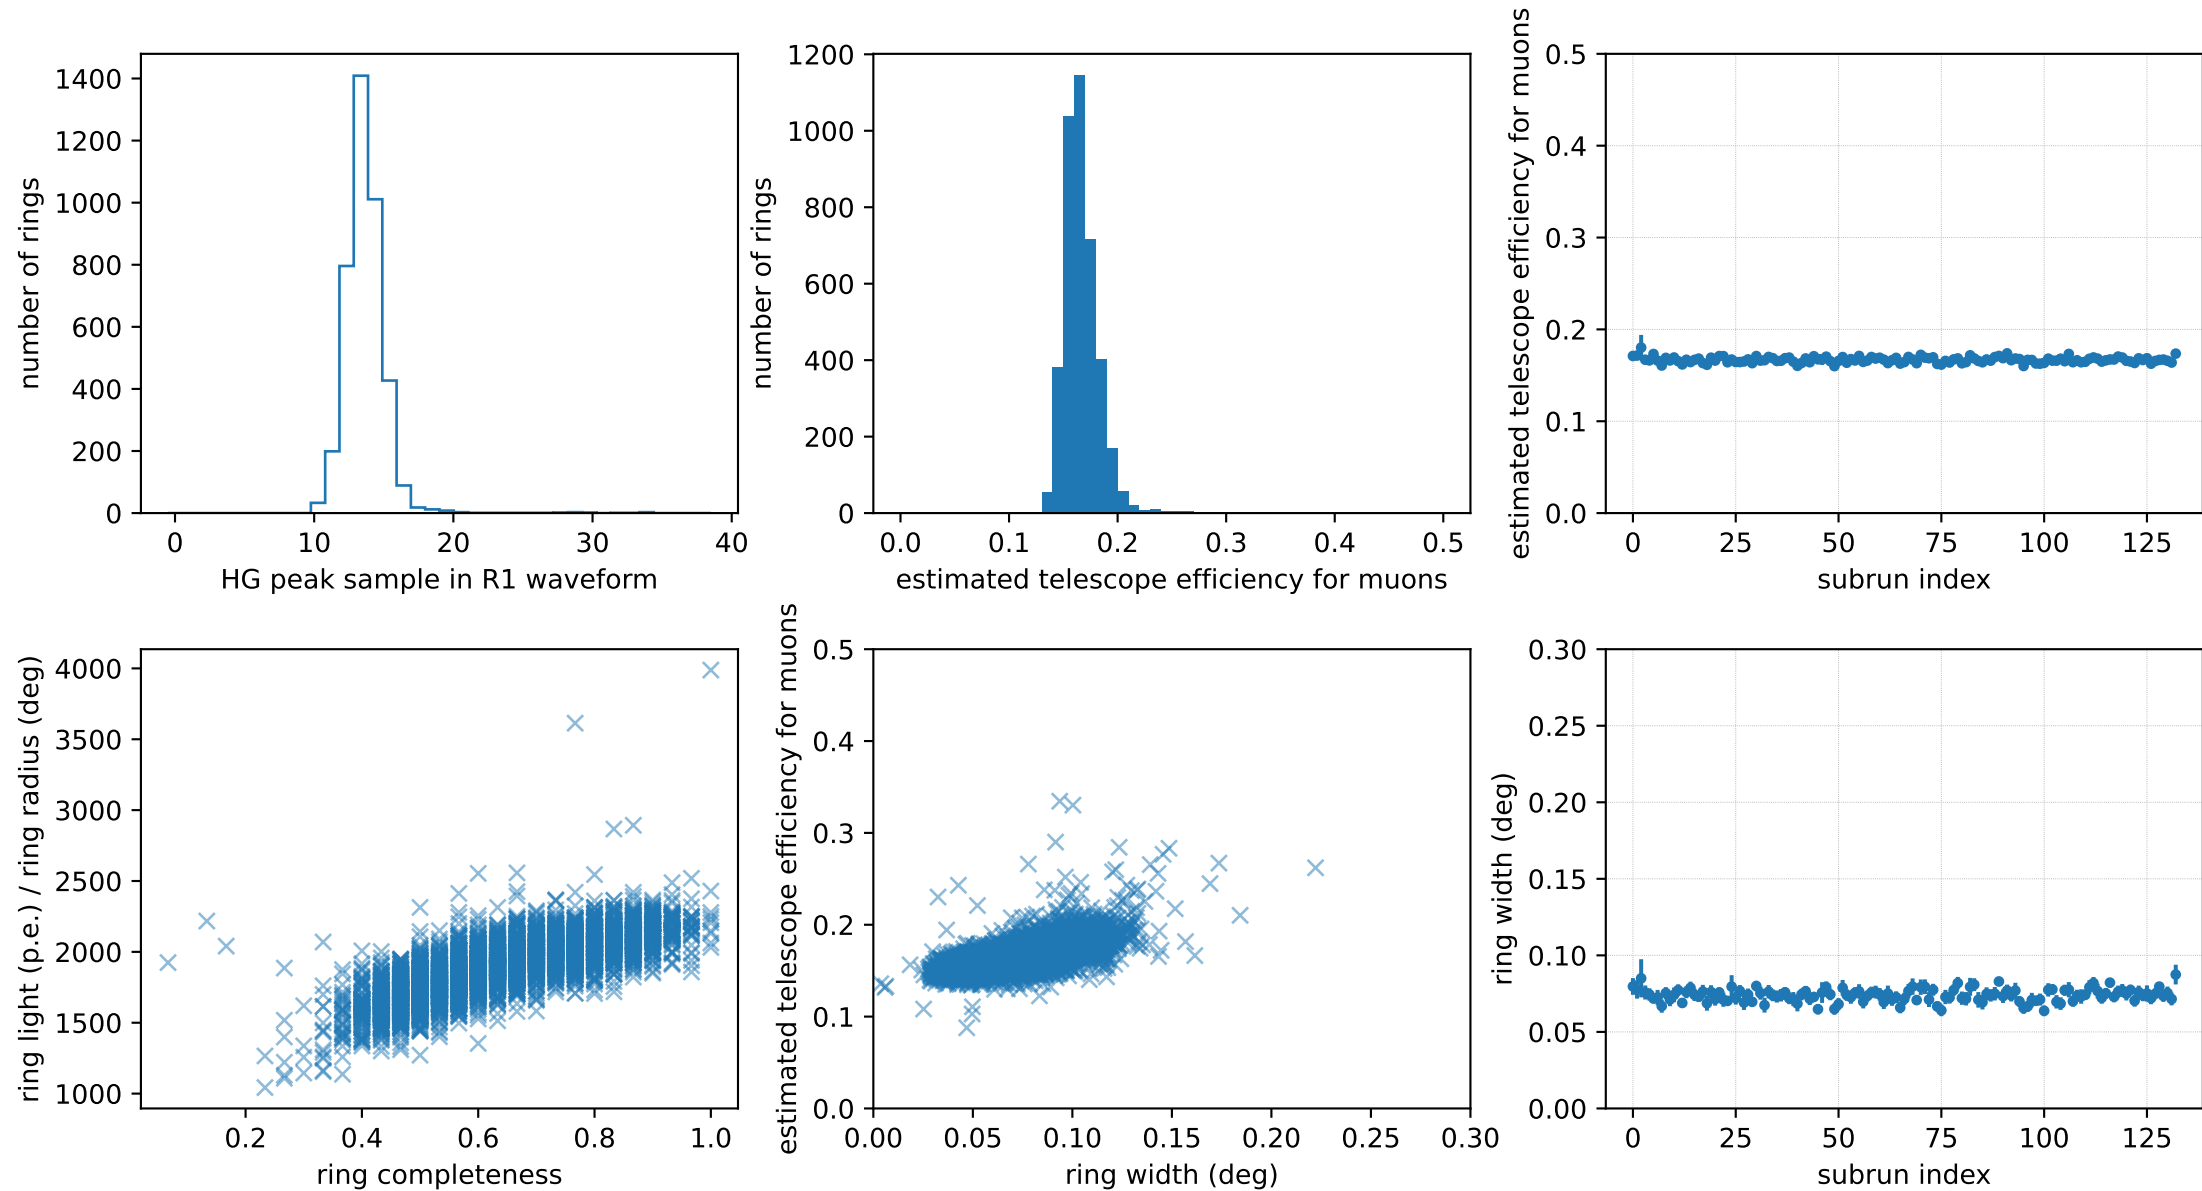 number of rings
1400
1200
1000
800
600
400
200
0
0 10 20 30 40
HG peak sample in R1 waveform
number of rings
1200
1000
800
600
400
200
0
0.0 0.1 0.2 0.3 0.4 0.5
estimated telescope efficiency for muons
estimated telescope efficiency for muons
0.5
0.4
0.3
0.2
0.1
0.0
0 25 50 75 100 125
subrun index
ring light (p.e.) / ring radius (deg)
4000
3500
3000
2500
2000
1500
1000
0.2 0.4 0.6 0.8 1.0
ring completeness
estimated telescope efficiency for muons
0.5
0.4
0.3
0.2
0.1
0.0
0.00 0.05 0.10 0.15 0.20 0.25 0.30
ring width (deg)
ring width (deg)
0.30
0.25
0.20
0.15
0.10
0.05
0.00
0 25 50 75 100 125
subrun index